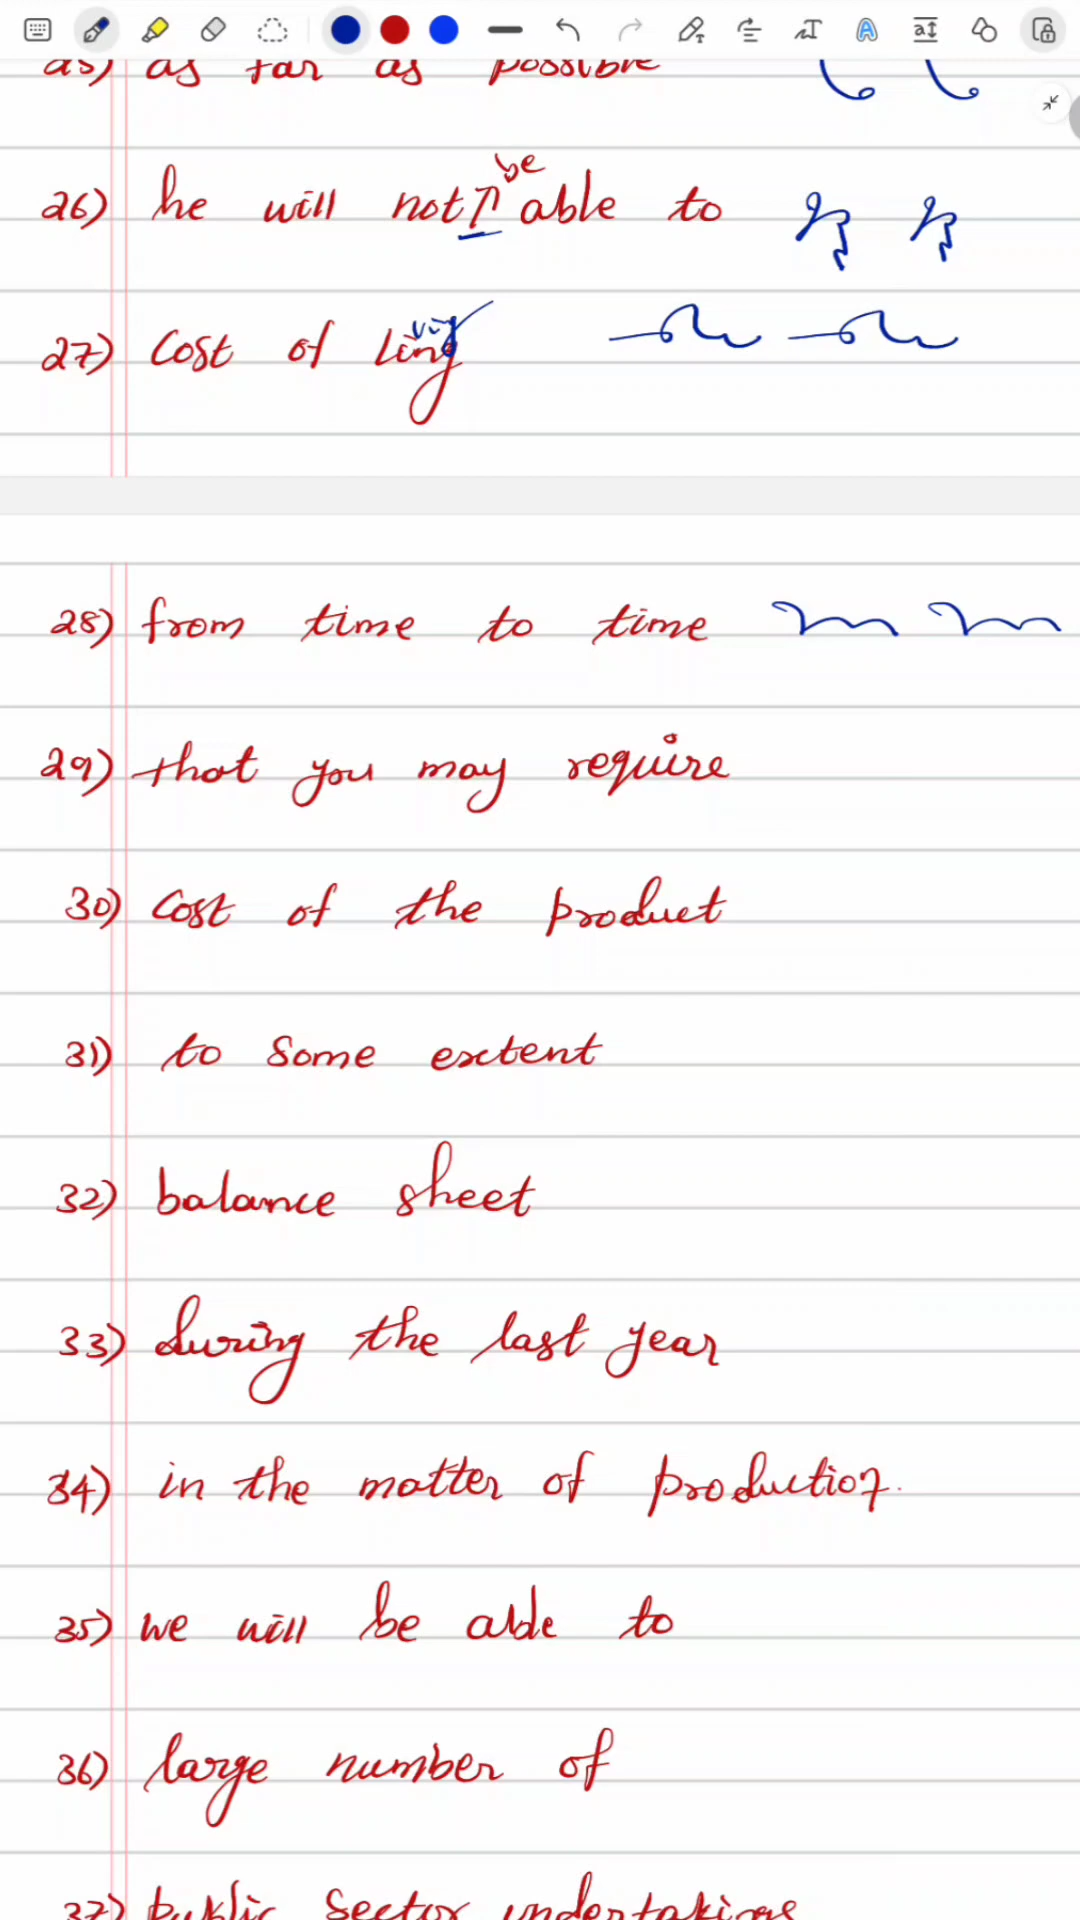 25) as far as possible
26) he will not be able to
27) Cost of Living
28) from time to time
29) that you may require
30) Cost of the product
31) to Some extent
32) balance sheet
33) during the last year
34) in the matter of production.
35) we will be able to
36) large number of
37) public Sector undertakings